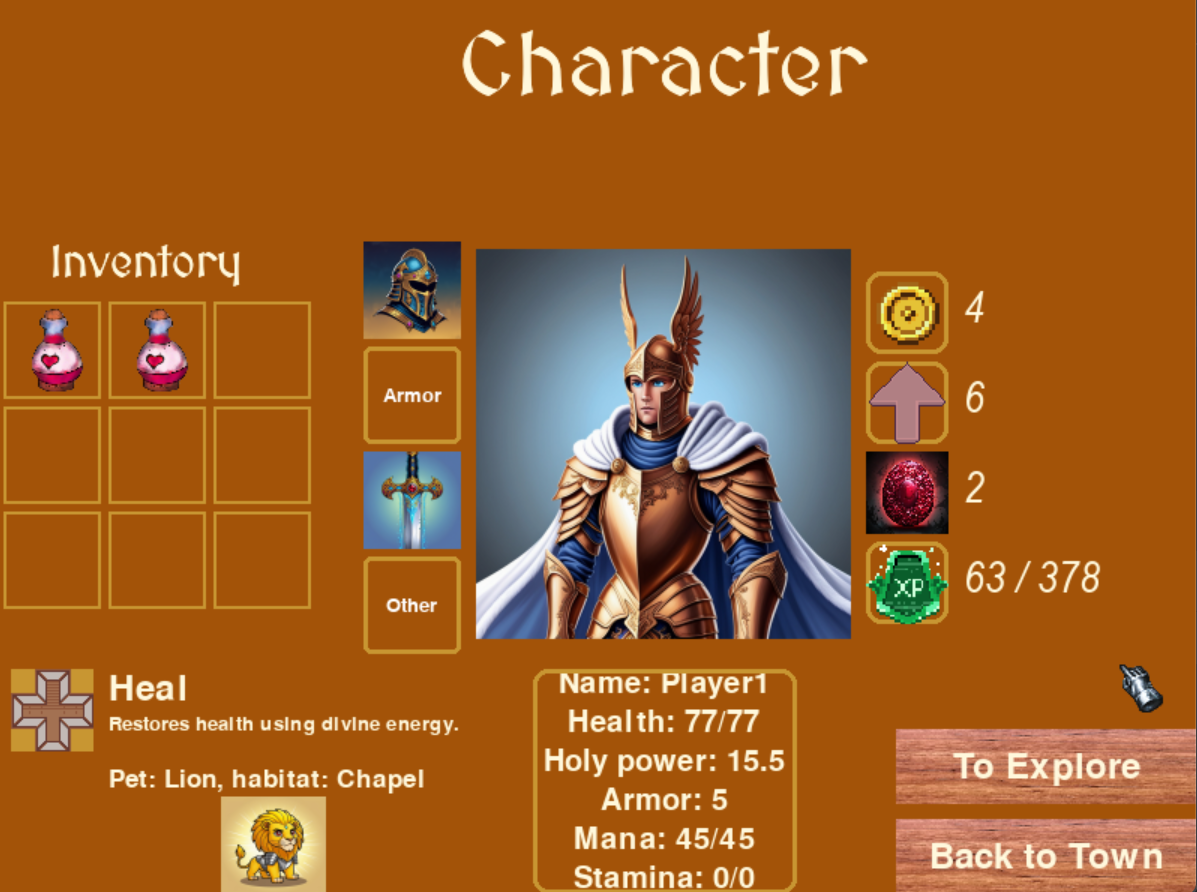 Character
Inventory
Armor
Other
4
6
2
XP
63 / 378
Heal
Restores health using divine energy.
Pet: Lion, habitat: Chapel
Name: Player1
Health: 77/77
Holy power: 15.5
Armor: 5
Mana: 45/45
Stamina: 0/0
To Explore
Back to Town